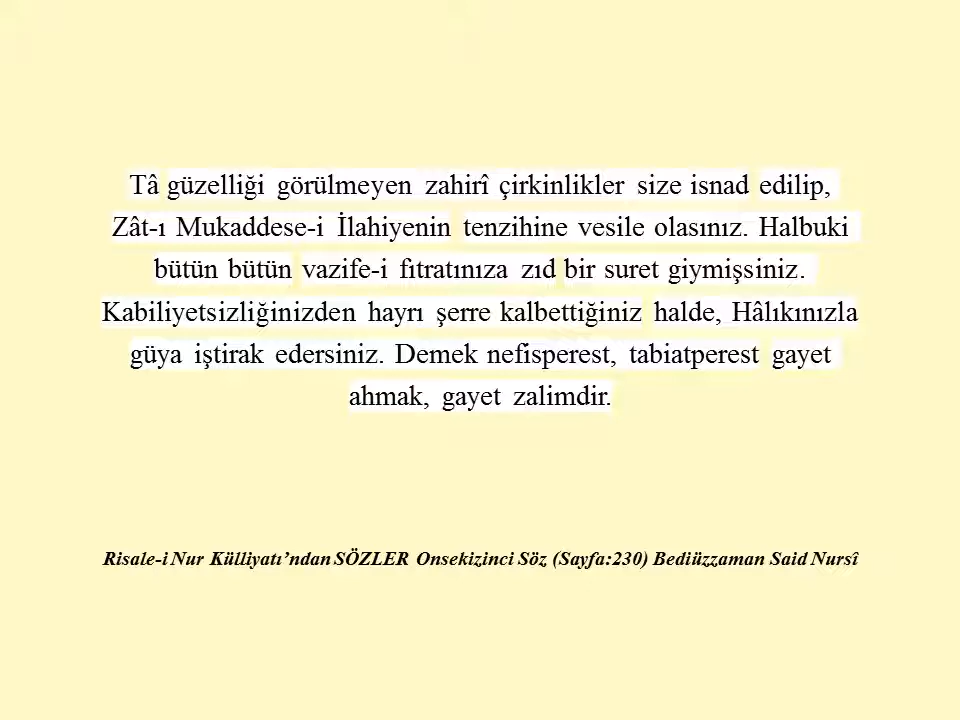 Tâ güzelliği görülmeyen zahirî çirkinlikler size isnad edilip,
Zât-ı Mukaddese-i İlahiyenin tenzihine vesile olasınız. Halbuki
bütün bütün vazife-i fıtratınıza zıd bir suret giymişsiniz.
Kabiliyetsizliğinizden hayrı şerre kalbettiğiniz halde, Hâlıkınızla
güya iştirak edersiniz. Demek nefisperest, tabiatperest gayet
ahmak, gayet zalimdir.
Risale-i Nur Külliyatı’ndan SÖZLER Onsekizinci Söz (Sayfa:230) Bediüzzaman Said Nursî